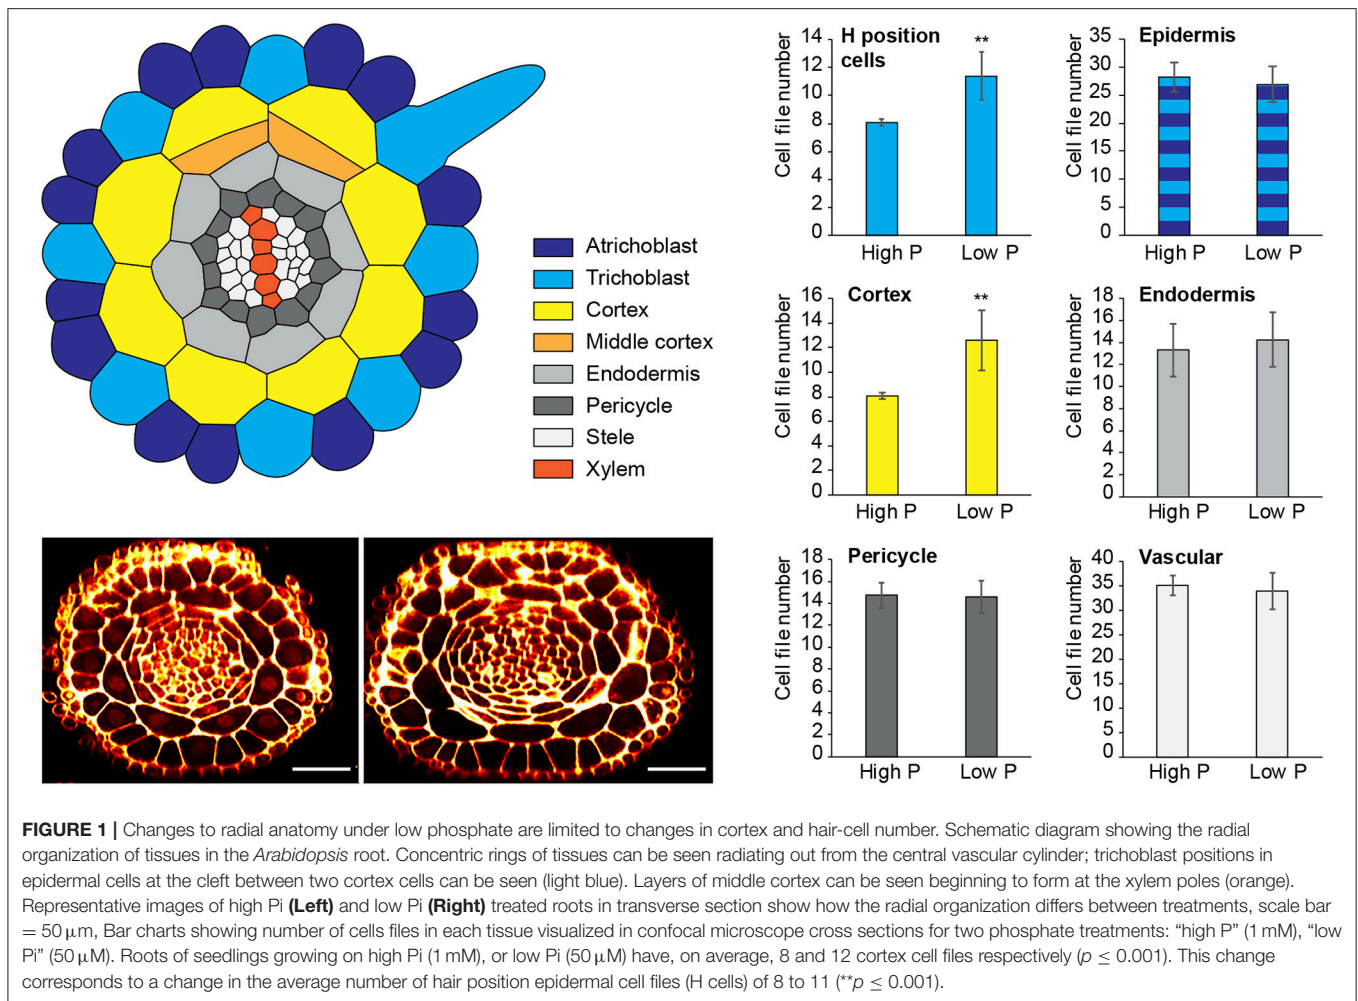 Atrichoblast
Trichoblast
Cortex
Middle cortex
Endodermis
Pericycle
Stele
Xylem
H position
cells
**
Cell file number
14
12
10
8
6
4
2
0
High P
Low P
Epidermis
Cell file number
35
30
25
20
15
10
5
0
High P
Low P
Cortex
**
Cell file number
16
14
12
10
8
6
4
2
0
High P
Low P
Endodermis
Cell file number
18
16
14
12
10
8
6
4
2
0
High P
Low P
Pericycle
Cell file number
18
16
14
12
10
8
6
4
2
0
High P
Low P
Vascular
Cell file number
40
35
30
25
40
20
15
10
5
0
High P
Low P
FIGURE 1 | Changes to radial anatomy under low phosphate are limited to changes in cortex and hair-cell number. Schematic diagram showing the radial
organization of tissues in the Arabidopsis root. Concentric rings of tissues can be seen radiating out from the central vascular cylinder; trichoblast positions in
epidermal cells at the cleft between two cortex cells can be seen (light blue). Layers of middle cortex can be seen beginning to form at the xylem poles (orange).
Representative images of high Pi (Left) and low Pi (Right) treated roots in transverse section show how the radial organization differs between treatments, scale bar
= 50 μm, Bar charts showing number of cells files in each tissue visualized in confocal microscope cross sections for two phosphate treatments: “high P” (1 mM), “low
Pi” (50 μM). Roots of seedlings growing on high Pi (1 mM), or low Pi (50 μM) have, on average, 8 and 12 cortex cell files respectively (p ≤ 0.001). This change
corresponds to a change in the average number of hair position epidermal cell files (H cells) of 8 to 11 (**p ≤ 0.001).